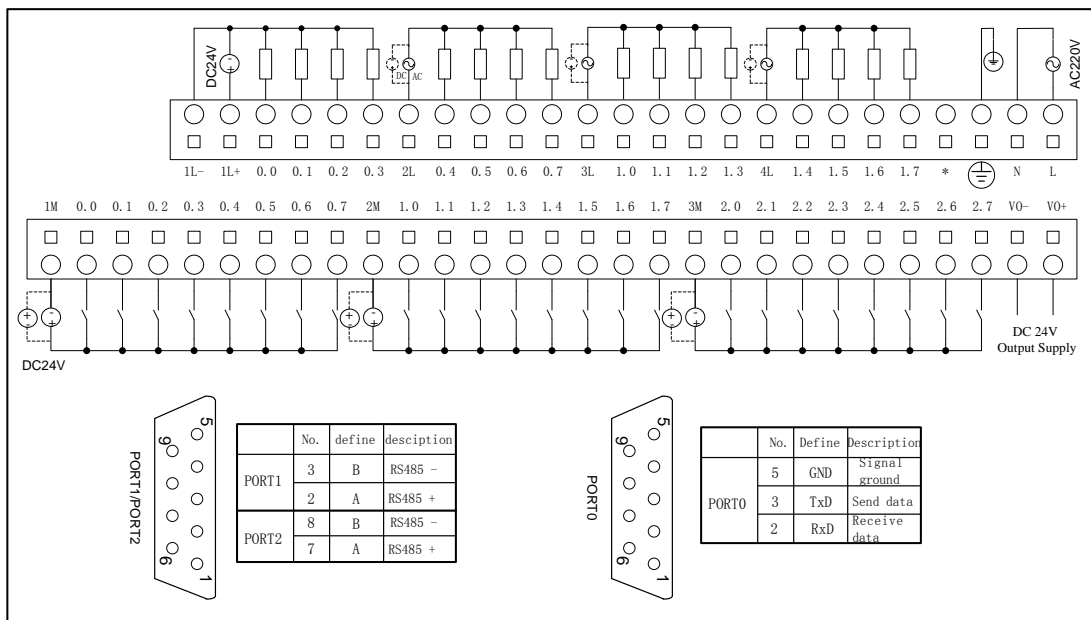 DC24V DC AC AC220V
1L- 1L+ 0.0 0.1 0.2 0.3 2L 0.4 0.5 0.6 0.7 3L 1.0 1.1 1.2 1.3 4L 1.4 1.5 1.6 1.7 * N L
1M 0.0 0.1 0.2 0.3 0.4 0.5 0.6 0.7 2M 1.0 1.1 1.2 1.3 1.4 1.5 1.6 1.7 3M 2.0 2.1 2.2 2.3 2.4 2.5 2.6 2.7 VO- VO+
DC24V
DC 24V
Output Supply
PORT1/PORT2
5
9
6
1
No. define desciption
PORT1
3 B RS485 -
2 A RS485 +
PORT2
8 B RS485 -
7 A RS485 +
PORT0
5
9
6
1
No. Define Description
PORT0
5 GND Signal
ground
3 TxD Send data
2 RxD Receive
data